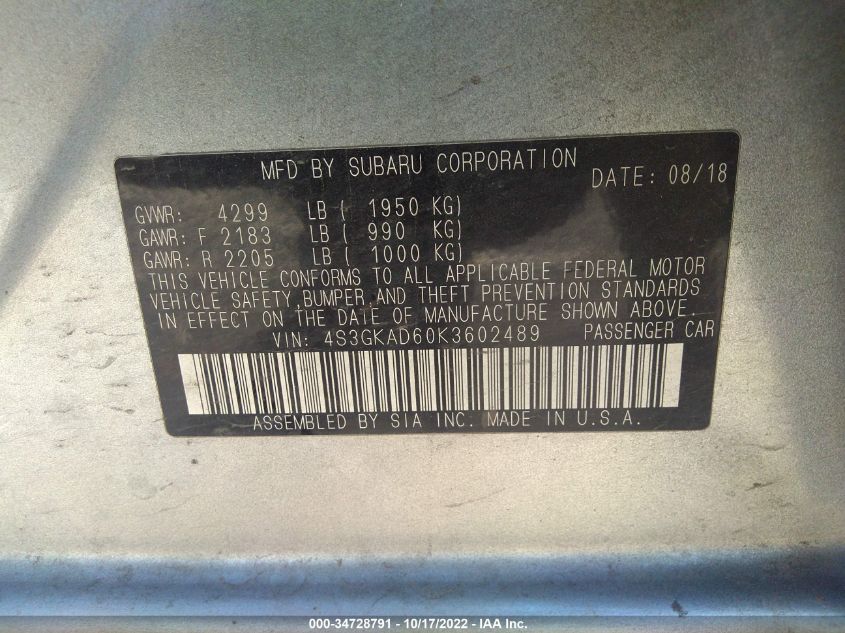 MFD BY SUBARU CORPORATION DATE: 08/18
GVWR: 4299 LB ( 1950 KG)
GAWR: F 2183 LB ( 990 KG)
GAWR: R 2205 LB ( 1000 KG)
THIS VEHICLE CONFORMS TO ALL APPLICABLE FEDERAL MOTOR
VEHICLE SAFETY,BUMPER,AND THEFT PREVENTION STANDARDS
IN EFFECT ON THE DATE OF MANUFACTURE SHOWN ABOVE.
VIN: 4S3GKAD60K3602489 PASSENGER CAR
ASSEMBLED BY SIA INC. MADE IN U.S.A.
000-34728791 - 10/17/2022 - IAA Inc.